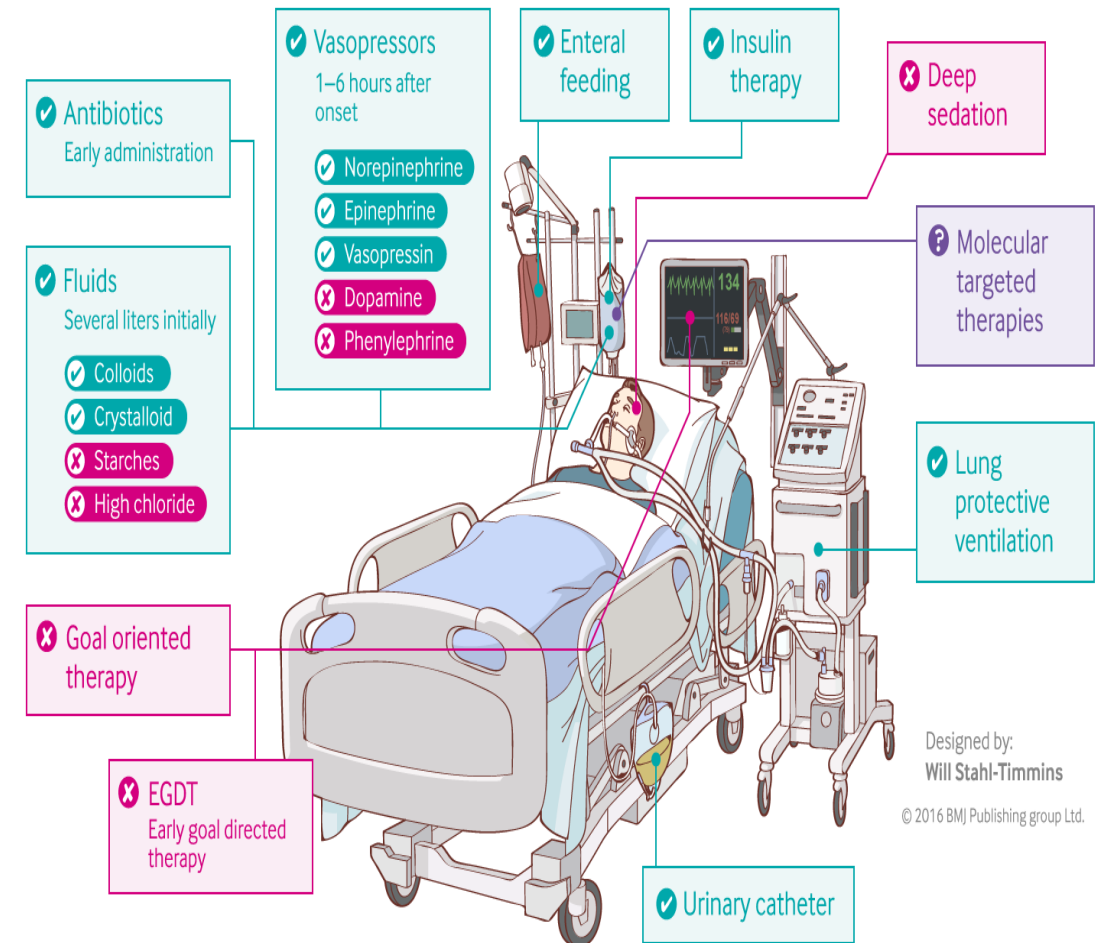 Antibiotics
Early administration
Fluids
Several liters initially
Colloids
Crystalloid
Starches
High chloride
Vasopressors
1–6 hours after
onset
Norepinephrine
Epinephrine
Vasopressin
Dopamine
Phenylephrine
Enteral
feeding
Insulin
therapy
Deep
sedation
?
Molecular
targeted
therapies
134
116/69
Lung
protective
ventilation
Goal oriented
therapy
EGDT
Early goal directed
therapy
Urinary catheter
Designed by:
Will Stahl-Timmins
© 2016 BMJ Publishing group Ltd.